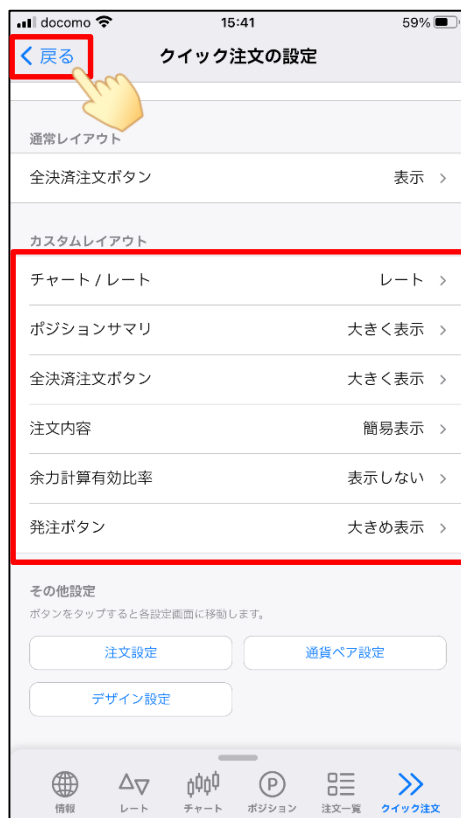 docomo 15:41 59%
戻る クイック注文の設定
通常レイアウト
全決済注文ボタン 表示
カスタムレイアウト
チャート / レート レート
ポジションサマリ 大きく表示
全決済注文ボタン 大きく表示
注文内容 簡易表示
余力計算有効比率 表示しない
発注ボタン 大きめ表示
その他設定
ボタンをタップすると各設定画面に移動します。
注文設定 通貨ペア設定
デザイン設定
P
情報 レート チャート ポジション 注文一覧 クイック注文